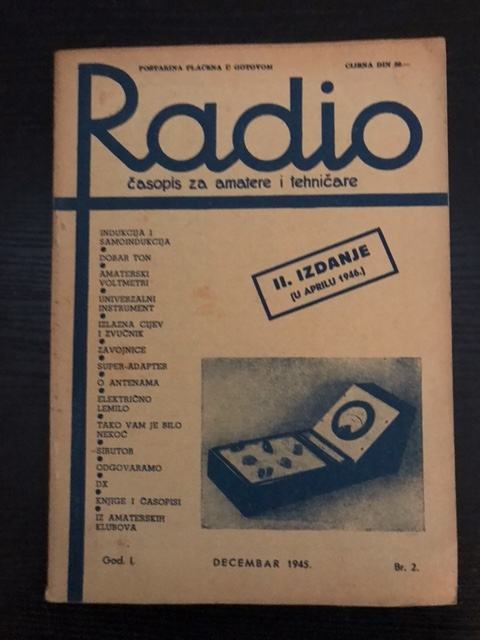 POŠTARINA PLAĆENA U GOTOVOM CIJENA DIN 20.—
Radio
časopis za amatere i tehničare
II. IZDANJE
(U APRILU 1946.)
INDUKCIJA I
SAMOINDUKCIJA
DOBAR TON
AMATERSKI
VOLTMETRI
UNIVERZALNI
INSTRUMENT
IZLAZNA CIJEV
I ZVUČNIK
ZAVOJNICE
SUPER-ADAPTER
O ANTENAMA
ELEKTRIČNO
LEMILO
TAKO VAM JE BILO
NEKOĆ
SIRUTOR
ODGOVARAMO
DX
KNJIGE I ČASOPISI
IZ AMATERSKIH
KLUBOVA
God. I. DECEMBAR 1945. Br. 2.